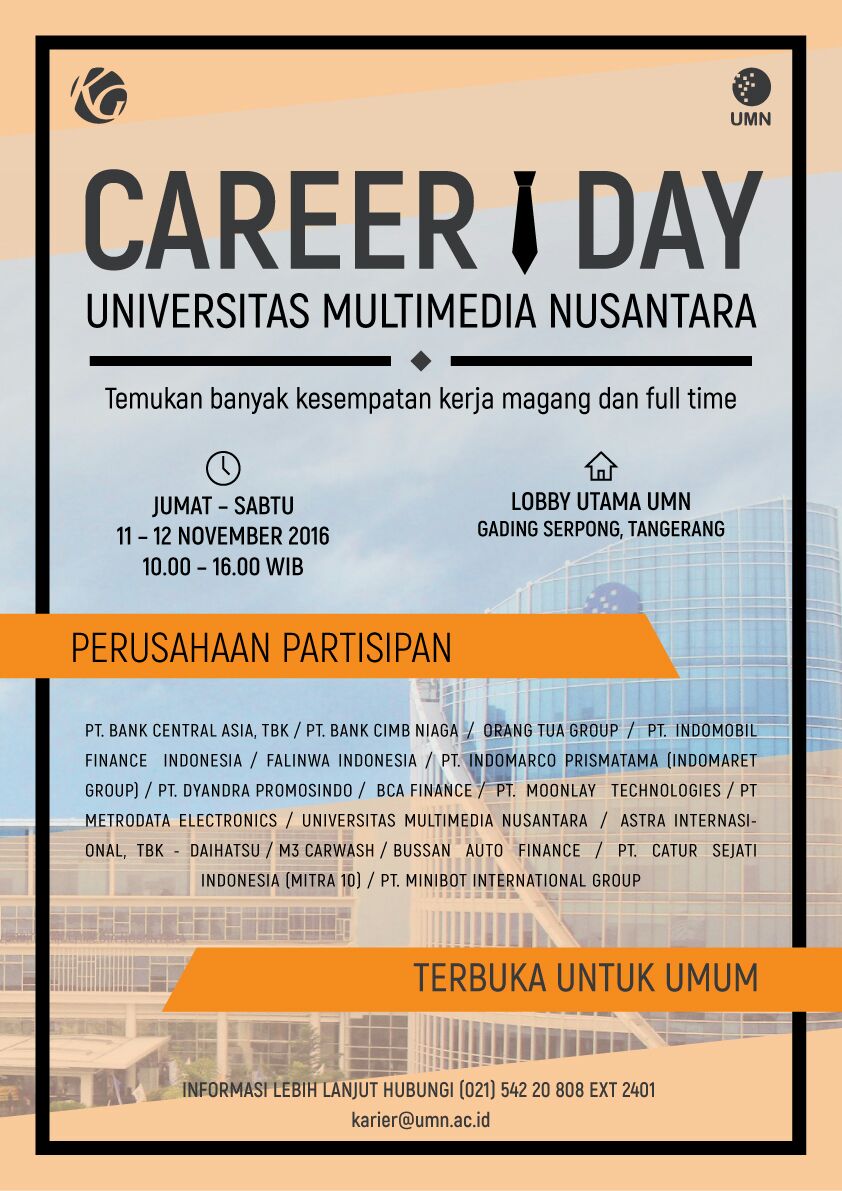 KG
UMN
CAREER DAY
UNIVERSITAS MULTIMEDIA NUSANTARA
Temukan banyak kesempatan kerja magang dan full time
JUMAT – SABTU
11 – 12 NOVEMBER 2016
10.00 – 16.00 WIB
LOBBY UTAMA UMN
GADING SERPONG, TANGERANG
PERUSAHAAN PARTISIPAN
PT. BANK CENTRAL ASIA, TBK / PT. BANK CIMB NIAGA / ORANG TUA GROUP / PT. INDOMOBIL
FINANCE INDONESIA / FALINWA INDONESIA / PT. INDOMARCO PRISMATAMA (INDOMARET
GROUP) / PT. DYANDRA PROMOSINDO / BCA FINANCE / PT. MOONLAY TECHNOLOGIES / PT
METRODATA ELECTRONICS / UNIVERSITAS MULTIMEDIA NUSANTARA / ASTRA INTERNASI-
ONAL, TBK - DAIHATSU / M3 CARWASH / BUSSAN AUTO FINANCE / PT. CATUR SEJATI
INDONESIA (MITRA 10) / PT. MINIBOT INTERNATIONAL GROUP
TERBUKA UNTUK UMUM
INFORMASI LEBIH LANJUT HUBUNGI (021) 542 20 808 EXT 2401
karier@umn.ac.id